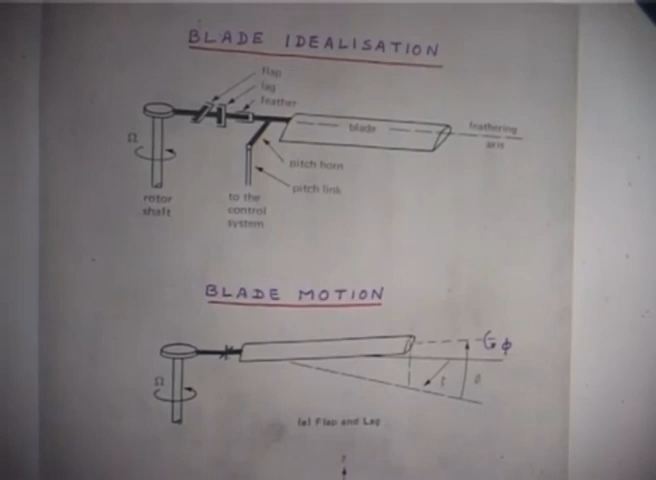 BLADE IDEALISATION
flap
lag
feather
blade
feathering
axis
Ω
pitch horn
pitch link
rotor
shaft
to the
control
system
BLADE MOTION
ϕ
Ω
(a) Flap and Lag